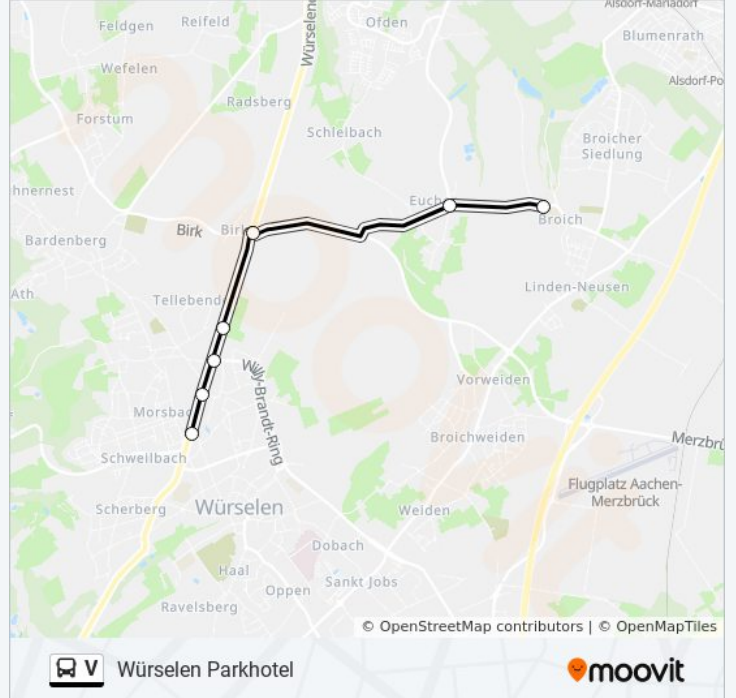 Alsdorf-Mariadorf
Feldgen
Reifeld
Ofden
Würselene
Blumenrath
Wefelen
Alsdorf-Po
Radsberg
Forstum
Schleibach
Broicher
Siedlung
hnernest
Euch
Broich
Birk
Birk
Bardenberg
Linden-Neusen
Ath
Tellebend
Willy-Brandt-Ring
Vorweiden
Morsbac
Broichweiden
Merzbrü
Schweilbach
Flugplatz Aachen-
Merzbrück
Scherberg
Würselen
Weiden
Dobach
Haal
Oppen
Sankt Jobs
Ravelsberg
© OpenStreetMap contributors | © OpenMapTiles
V Würselen Parkhotel
moovit